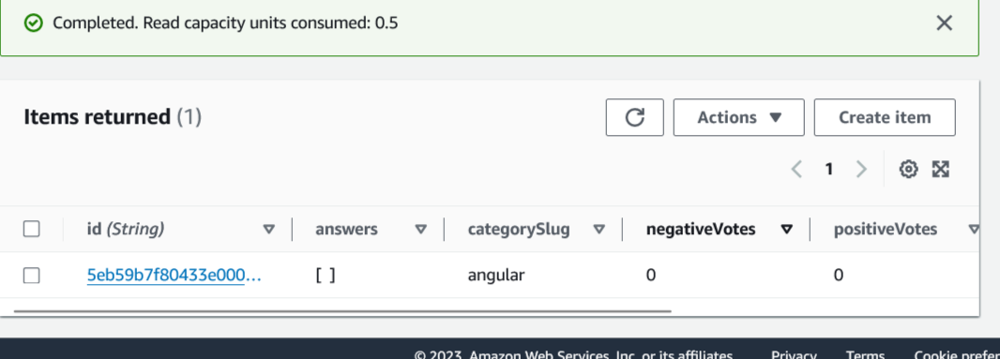 Completed. Read capacity units consumed: 0.5
Items returned (1)
Actions
Create item
1
id (String) answers categorySlug negativeVotes positiveVotes
5eb59b7f80433e000... [ ] angular 0 0
© 2023, Amazon Web Services, Inc. or its affiliates. Privacy Terms Cookie prefer